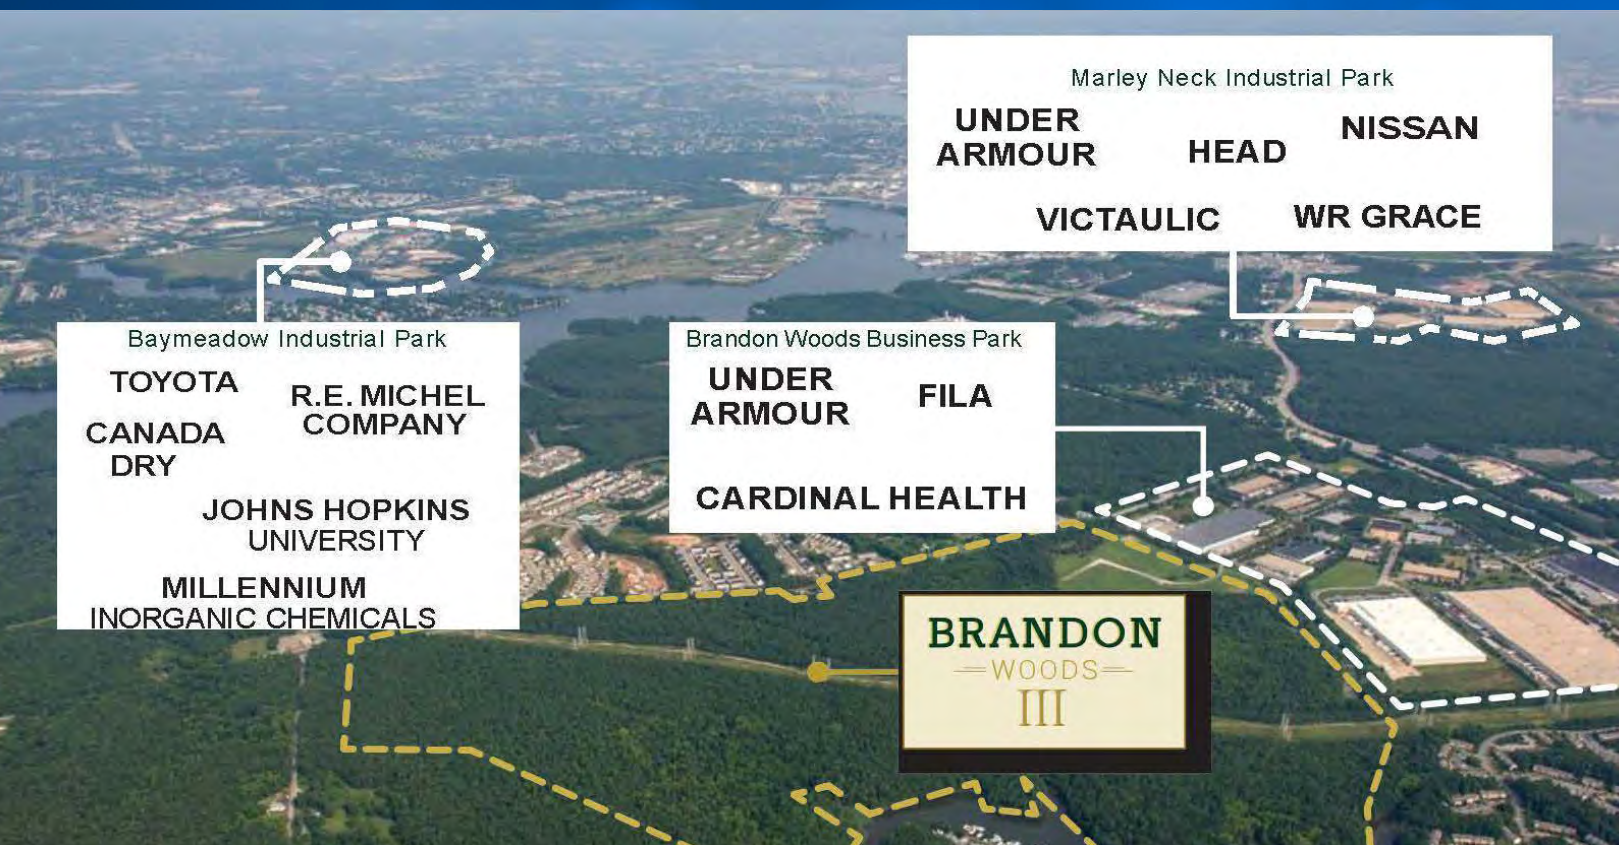 Marley Neck Industrial Park
UNDER
ARMOUR
HEAD
NISSAN
VICTAULIC
WR GRACE
Baymeadow Industrial Park
TOYOTA
R.E. MICHEL
COMPANY
CANADA
DRY
JOHNS HOPKINS
UNIVERSITY
MILLENNIUM
INORGANIC CHEMICALS
Brandon Woods Business Park
UNDER
ARMOUR
FILA
CARDINAL HEALTH
BRANDON
WOODS
III